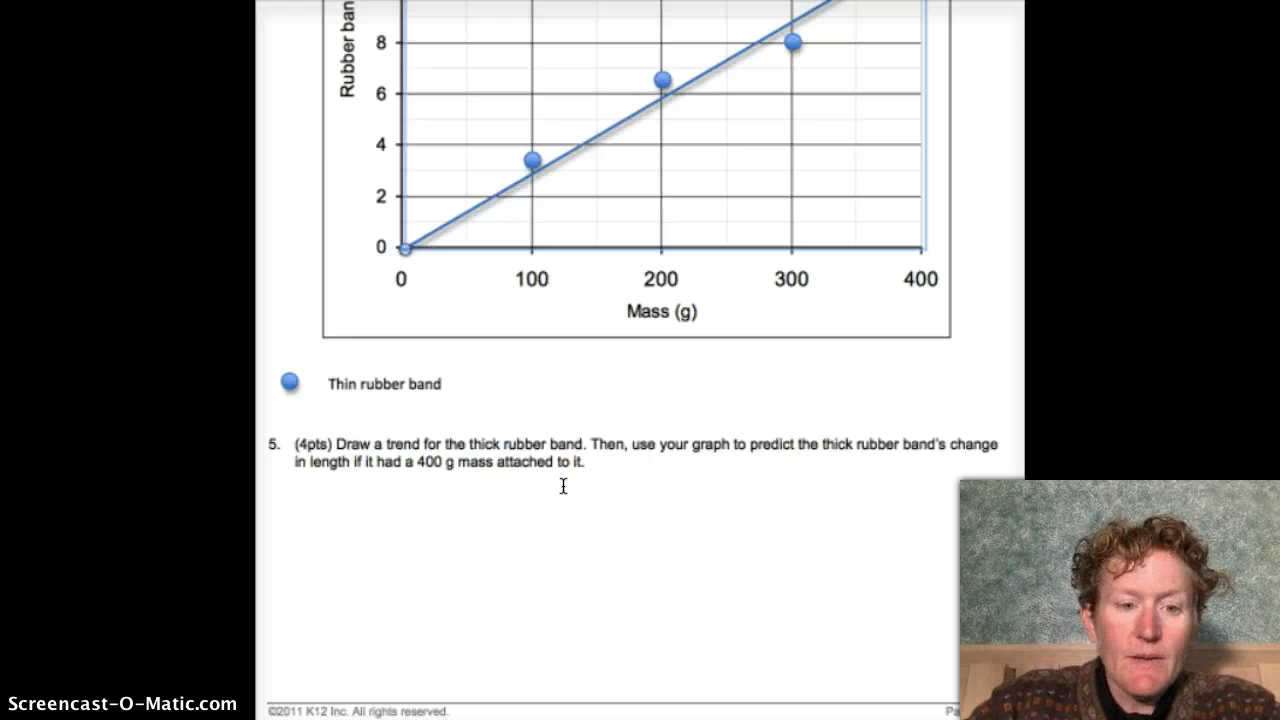 Rubber ban
8
6
4
2
0
0 100 200 300 400
Mass (g)
Thin rubber band
5. (4pts) Draw a trend for the thick rubber band. Then, use your graph to predict the thick rubber band's change
in length if it had a 400 g mass attached to it.
©2011 K12 Inc. All rights reserved.
Pa
Screencast-O-Matic.com